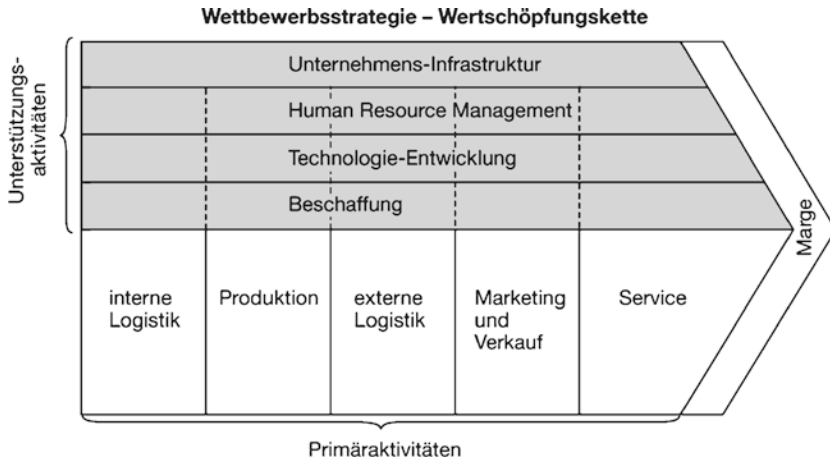 Wettbewerbsstrategie – Wertschöpfungskette
Unterstützungs-
aktivitäten
Unternehmens-Infrastruktur
Human Resource Management
Technologie-Entwicklung
Beschaffung
interne
Logistik
Produktion
externe
Logistik
Marketing
und
Verkauf
Service
Marge
Primäraktivitäten